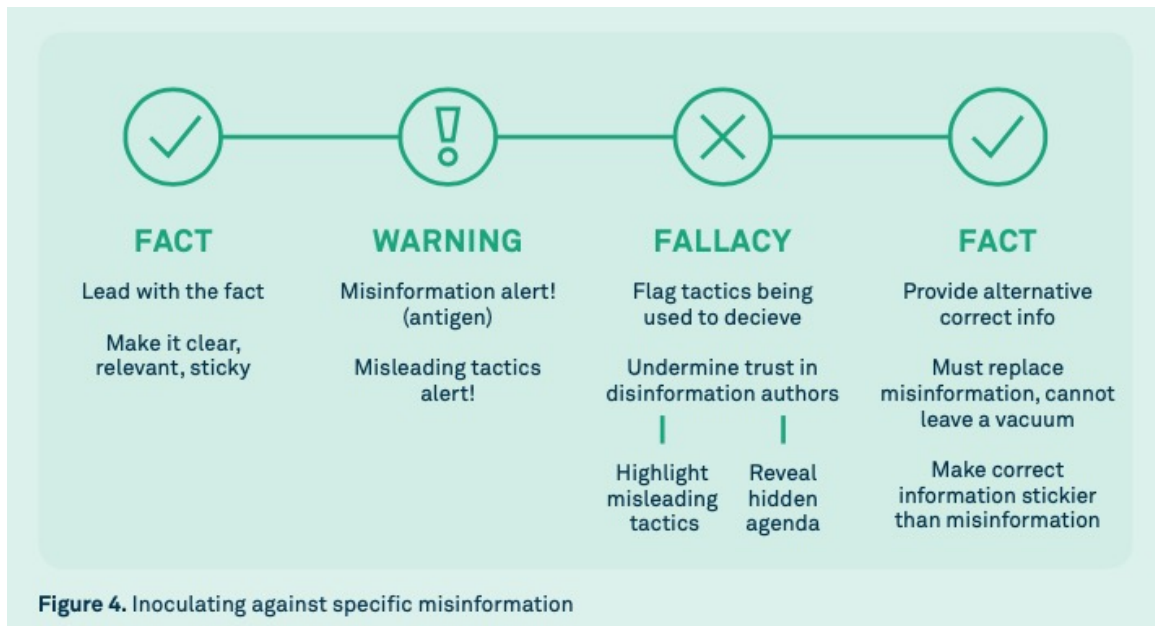 FACT
Lead with the fact
Make it clear,
relevant, sticky
WARNING
Misinformation alert!
(antigen)
Misleading tactics
alert!
FALLACY
Flag tactics being
used to decieve
Undermine trust in
disinformation authors
Highlight
misleading
tactics
Reveal
hidden
agenda
FACT
Provide alternative
correct info
Must replace
misinformation, cannot
leave a vacuum
Make correct
information stickier
than misinformation
Figure 4. Inoculating against specific misinformation